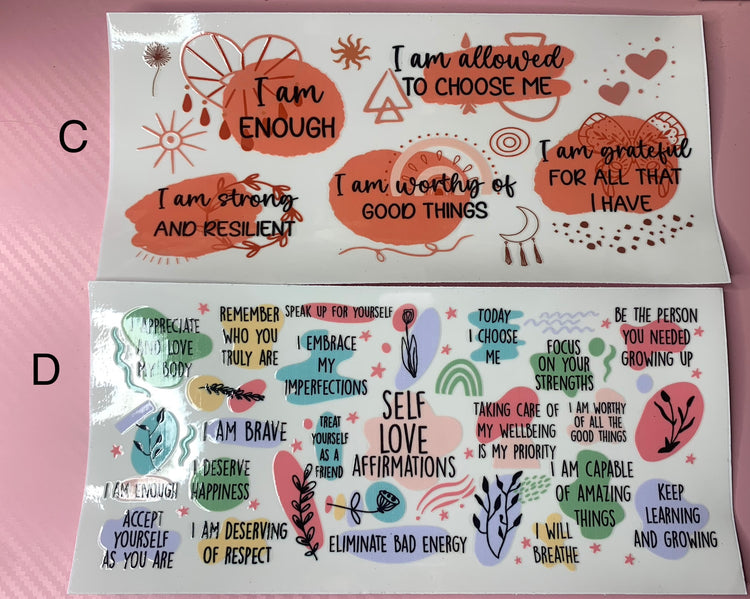 C
I am
ENOUGH
I am allowed
TO CHOOSE ME
I am grateful
FOR ALL THAT
I HAVE
I am strong
AND RESILIENT
I am worthy of
GOOD THINGS
D
I APPRECIATE
AND LOVE
MY BODY
REMEMBER
WHO YOU
TRULY ARE
SPEAK UP FOR YOURSELF
I EMBRACE
MY
IMPERFECTIONS
TODAY
I CHOOSE
ME
FOCUS
ON YOUR
STRENGTHS
BE THE PERSON
YOU NEEDED
GROWING UP
I AM BRAVE
TREAT
YOURSELF
AS A
FRIEND
SELF
LOVE
AFFIRMATIONS
TAKING CARE OF
MY WELLBEING
IS MY PRIORITY
I AM WORTHY
OF ALL THE
GOOD THINGS
I AM ENOUGH
I DESERVE
HAPPINESS
I AM CAPABLE
OF AMAZING
THINGS
KEEP
LEARNING
AND GROWING
ACCEPT
YOURSELF
AS YOU ARE
I AM DESERVING
OF RESPECT
ELIMINATE BAD ENERGY
I WILL
BREATHE